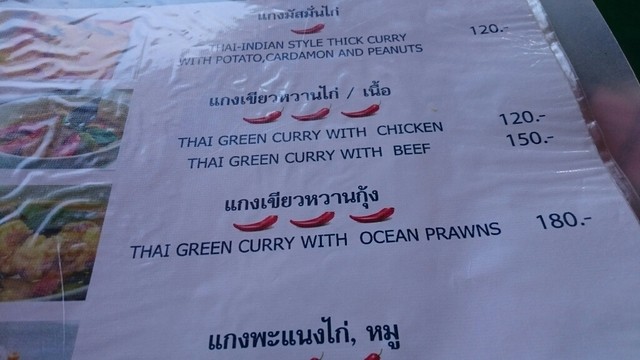 แกงมัสมั่นไก่
THAI-INDIAN STYLE THICK CURRY 120.-
WITH POTATO,CARDAMON AND PEANUTS
แกงเขียวหวานไก่ / เนื้อ
THAI GREEN CURRY WITH CHICKEN 120.-
THAI GREEN CURRY WITH BEEF 150.-
แกงเขียวหวานกุ้ง
THAI GREEN CURRY WITH OCEAN PRAWNS 180.-
แกงพะแนงไก่, หมู